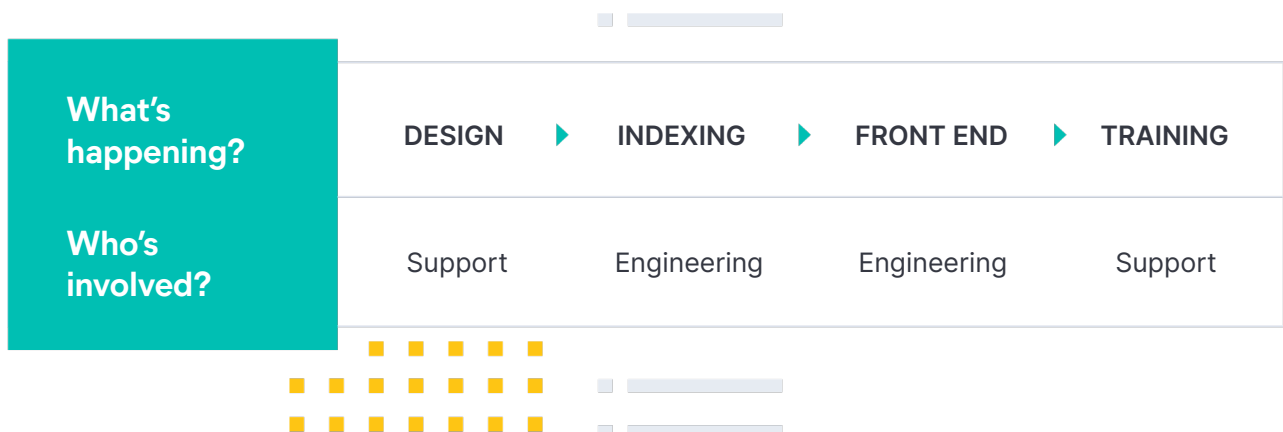 What's
happening?
DESIGN INDEXING FRONT END TRAINING
Who's
involved?
Support Engineering Engineering Support